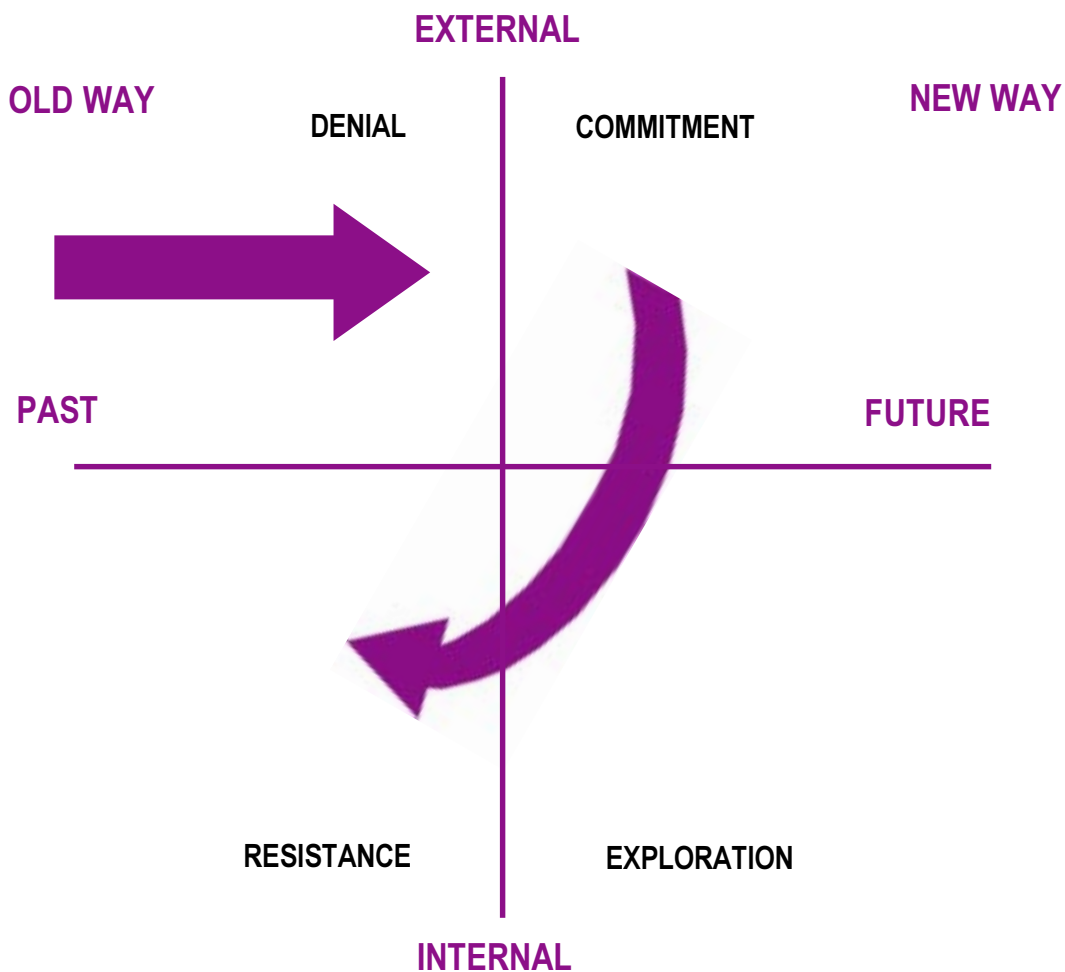 EXTERNAL
OLD WAY
NEW WAY
DENIAL
COMMITMENT
PAST
FUTURE
RESISTANCE
EXPLORATION
INTERNAL